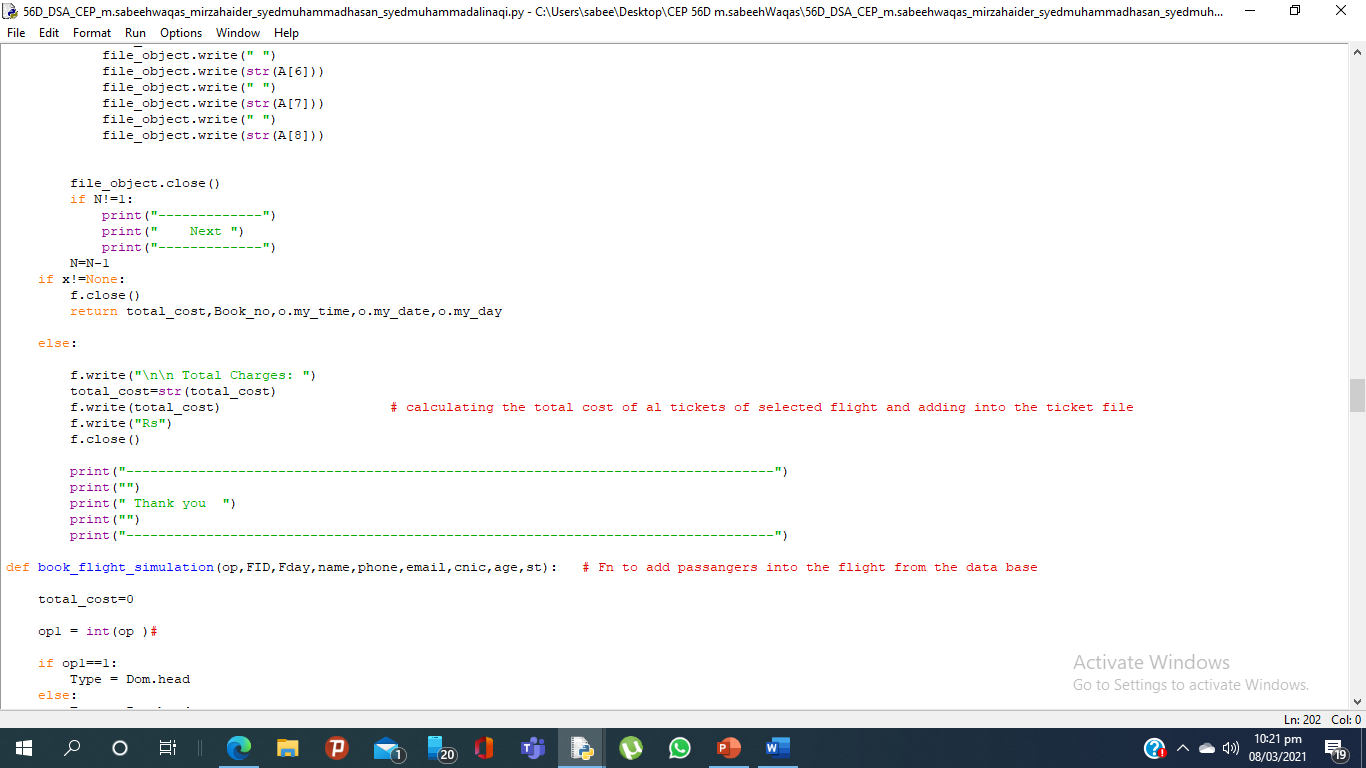 56D_DSA_CEP_m.sabeehwaqas_mirzahaider_syedmuhammadhasan_syedmuhammadalinaqi.py - C:\Users\sabee\Desktop\CEP 56D m.sabeehWaqas\56D_DSA_CEP_m.sabeehwaqas_mirzahaider_syedmuhammadhasan_syedmuh...
File Edit Format Run Options Window Help
            file_object.write(" ")
            file_object.write(str(A[6]))
            file_object.write(" ")
            file_object.write(str(A[7]))
            file_object.write(" ")
            file_object.write(str(A[8]))
        file_object.close()
        if N!=1:
            print("-------------")
            print("    Next ")
            print("-------------")
        N=N-1
    if x!=None:
        f.close()
        return total_cost,Book_no,o.my_time,o.my_date,o.my_day
    else:
        f.write("\n\n Total Charges: ")
        total_cost=str(total_cost)
        f.write(total_cost)                     # calculating the total cost of al tickets of selected flight and adding into the ticket file
        f.write("Rs")
        f.close()
        print("---------------------------------------------------------------------------------")
        print("")
        print(" Thank you  ")
        print("")
        print("---------------------------------------------------------------------------------")
def book_flight_simulation(op,FID,Fday,name,phone,email,cnic,age,st):   # Fn to add passangers into the flight from the data base
    total_cost=0
    op1 = int(op )#
    if op1==1:
        Type = Dom.head
    else:
Activate Windows
Go to Settings to activate Windows.
Ln: 202 Col: 0
1
20
10:21 pm
08/03/2021
19